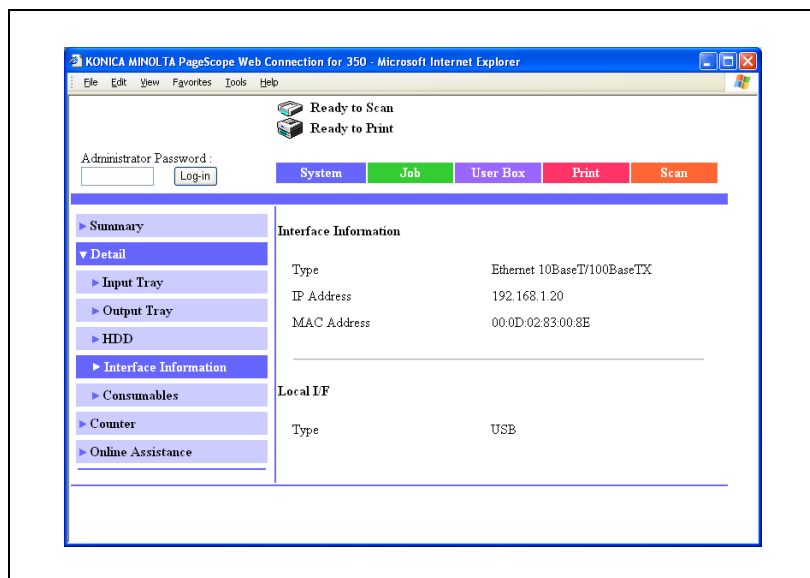 KONICA MINOLTA PageScope Web Connection for 350 - Microsoft Internet Explorer
File Edit View Favorites Tools Help
Ready to Scan
Ready to Print
Administrator Password :
Log-in
System Job User Box Print Scan
Summary
Detail
Input Tray
Output Tray
HDD
Interface Information
Consumables
Counter
Online Assistance
Interface Information
Type Ethernet 10BaseT/100BaseTX
IP Address 192.168.1.20
MAC Address 00:0D:02:83:00:8E
Local I/F
Type USB